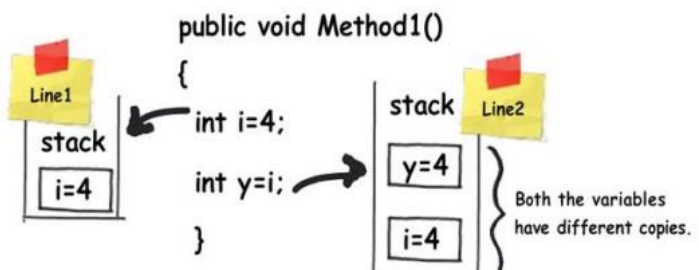 public void Method1()
{
Line1
stack
i=4
int i=4;
int y=i;
}
stack
Line2
y=4
i=4
Both the variables
have different copies.